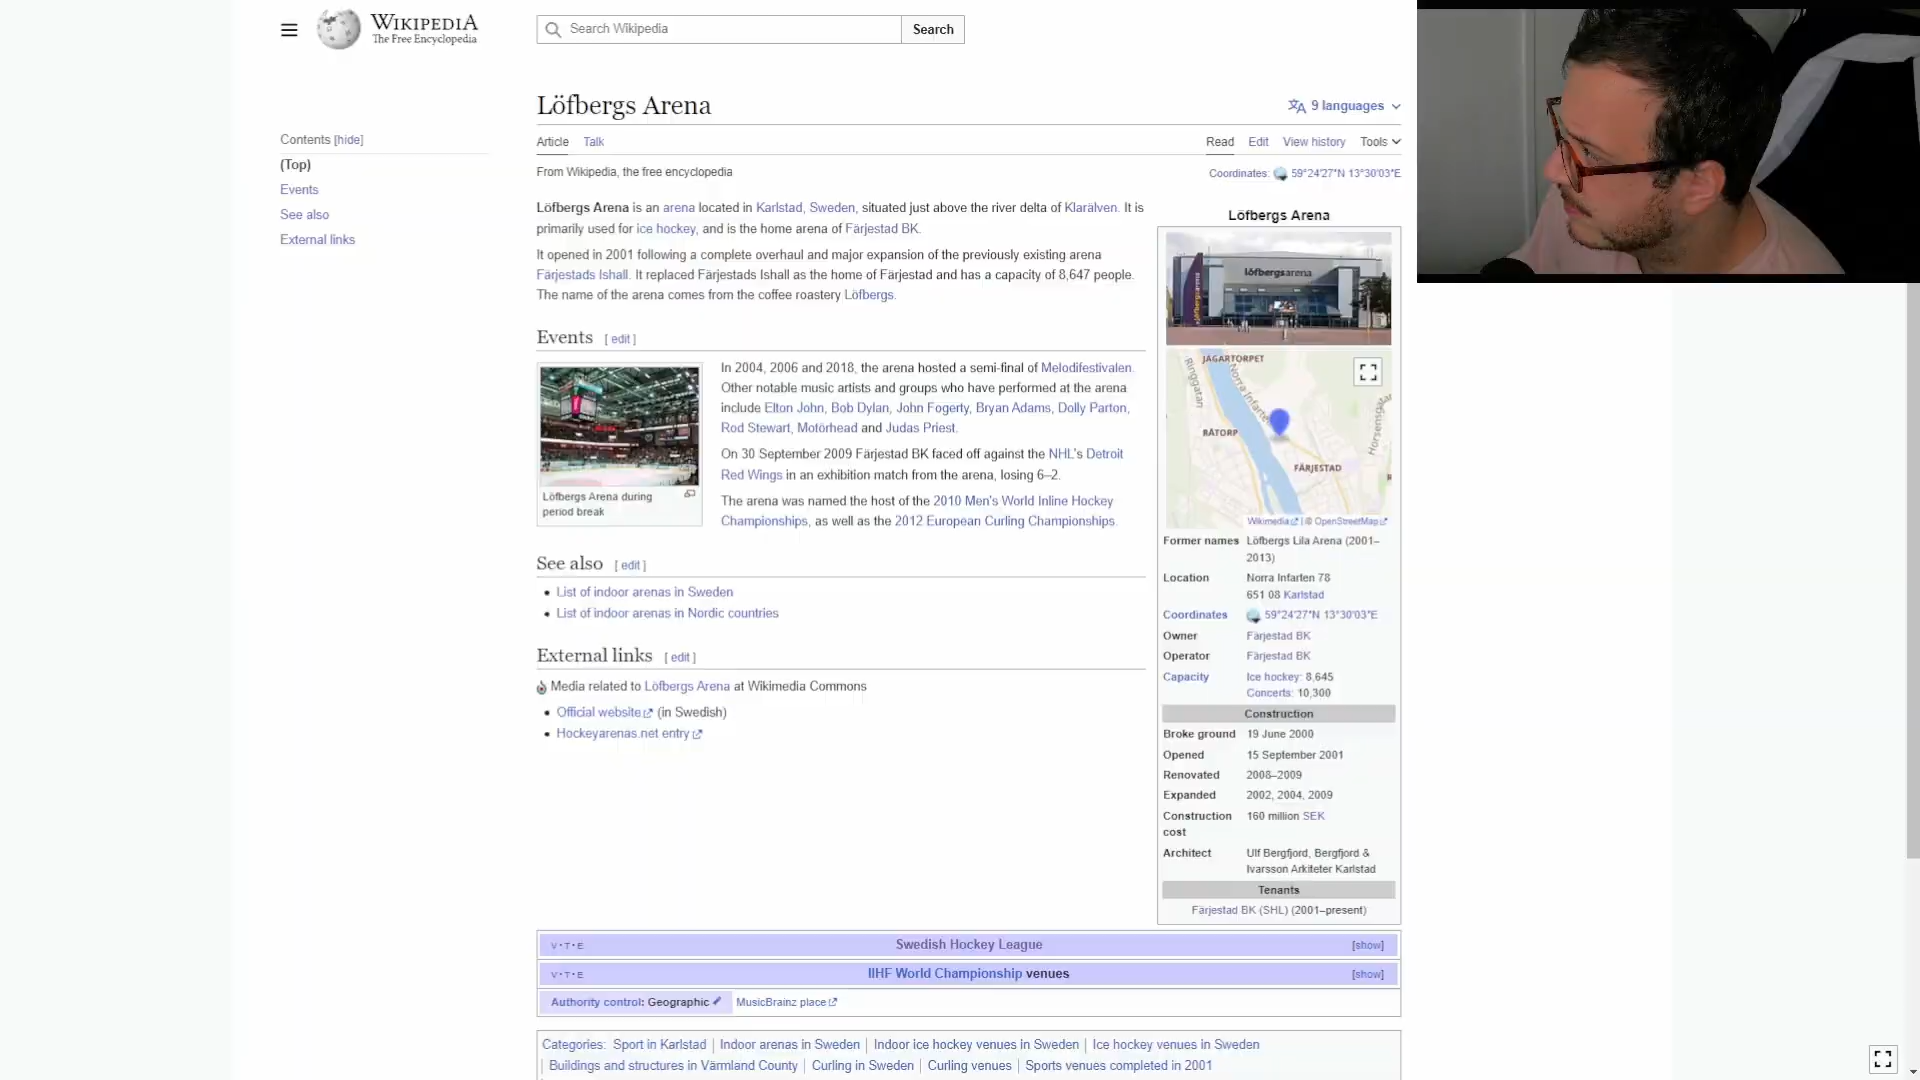 WIKIPEDIA
The Free Encyclopedia
Search Wikipedia
Search
Löfbergs Arena
9 languages
Contents [hide]
(Top)
Events
See also
External links
Article Talk
Read Edit View history Tools
From Wikipedia, the free encyclopedia
Coordinates: 59°24′27″N 13°30′03″E
Löfbergs Arena is an arena located in Karlstad, Sweden, situated just above the river delta of Klarälven. It is
primarily used for ice hockey, and is the home arena of Färjestad BK.
It opened in 2001 following a complete overhaul and major expansion of the previously existing arena
Färjestads Ishall. It replaced Färjestads Ishall as the home of Färjestad and has a capacity of 8,647 people.
The name of the arena comes from the coffee roastery Löfbergs.
Events [ edit ]
Löfbergs Arena during
period break
In 2004, 2006 and 2018, the arena hosted a semi-final of Melodifestivalen.
Other notable music artists and groups who have performed at the arena
include Elton John, Bob Dylan, John Fogerty, Bryan Adams, Dolly Parton,
Rod Stewart, Motörhead and Judas Priest.
On 30 September 2009 Färjestad BK faced off against the NHL's Detroit
Red Wings in an exhibition match from the arena, losing 6–2.
The arena was named the host of the 2010 Men's World Inline Hockey
Championships, as well as the 2012 European Curling Championships.
See also [ edit ]
List of indoor arenas in Sweden
List of indoor arenas in Nordic countries
External links [ edit ]
Media related to Löfbergs Arena at Wikimedia Commons
Official website (in Swedish)
Hockeyarenas.net entry
Löfbergs Arena
löfbergs arena
JÄGARTORPET
Ringgatan
Norra Infarten
RÅTORP
FÄRJESTAD
Horsensgat
Wikimedia | © OpenStreetMap
Former names Löfbergs Lila Arena (2001–
2013)
Location Norra Infarten 78
651 08 Karlstad
Coordinates 59°24′27″N 13°30′03″E
Owner Färjestad BK
Operator Färjestad BK
Capacity Ice hockey: 8,645
Concerts: 10,300
Construction
Broke ground 19 June 2000
Opened 15 September 2001
Renovated 2008–2009
Expanded 2002, 2004, 2009
Construction 160 million SEK
cost
Architect Ulf Bergfjord, Bergfjord &
Ivarsson Arkiteter Karlstad
Tenants
Färjestad BK (SHL) (2001–present)
V·T·E Swedish Hockey League [show]
V·T·E IIHF World Championship venues [show]
Authority control: Geographic MusicBrainz place
Categories: Sport in Karlstad | Indoor arenas in Sweden | Indoor ice hockey venues in Sweden | Ice hockey venues in Sweden
| Buildings and structures in Värmland County | Curling in Sweden | Curling venues | Sports venues completed in 2001